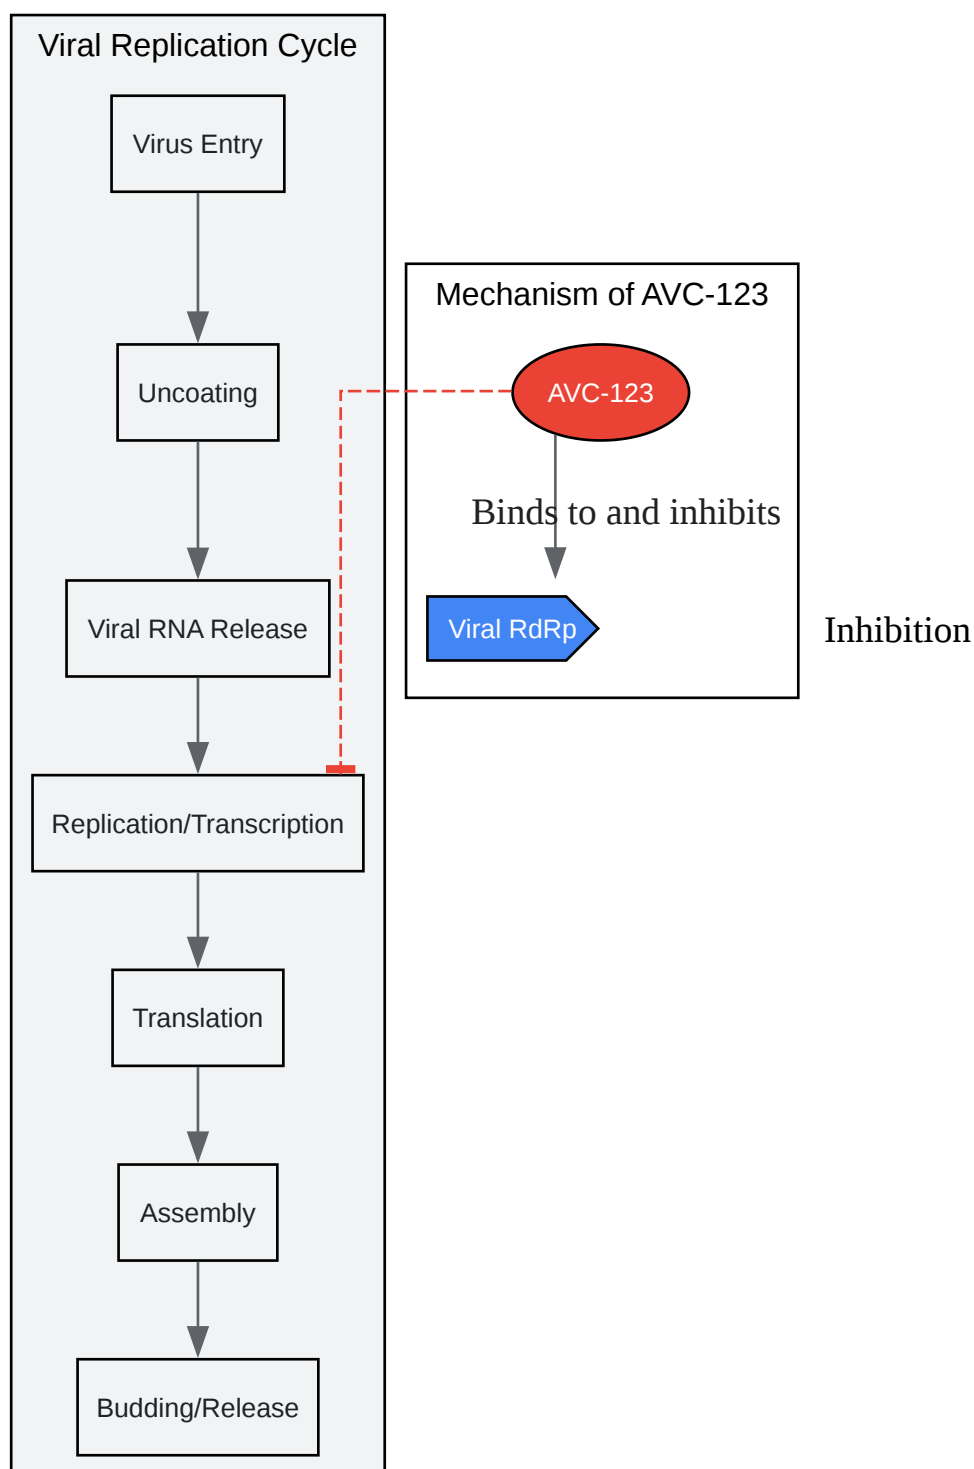 Viral Replication Cycle
Virus Entry
Uncoating
Viral RNA Release
Replication/Transcription
Translation
Assembly
Budding/Release
Mechanism of AVC-123
AVC-123
Binds to and inhibits
Viral RdRp
Inhibition